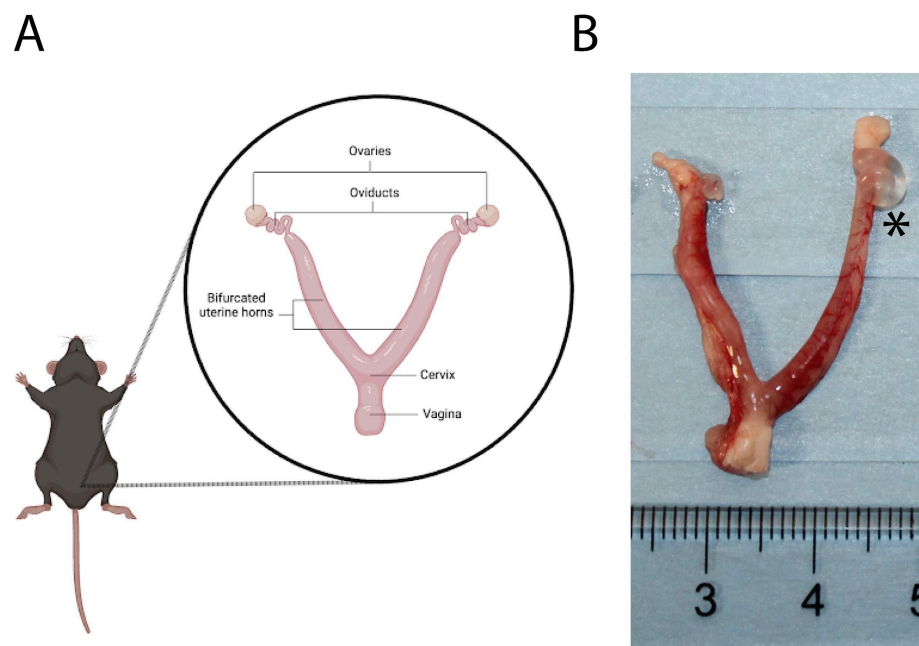 A
B
Ovaries
Oviducts
Bifurcated
uterine horns
Cervix
Vagina
*
3 4 5